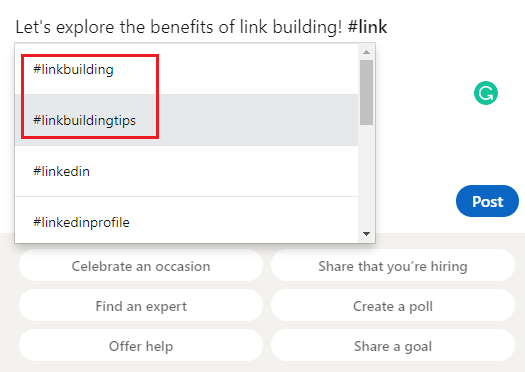 Let's explore the benefits of link building! #link
#linkbuilding
#linkbuildingtips
#linkedin
#linkedinprofile
Post
Celebrate an occasion
Share that you're hiring
Find an expert
Create a poll
Offer help
Share a goal